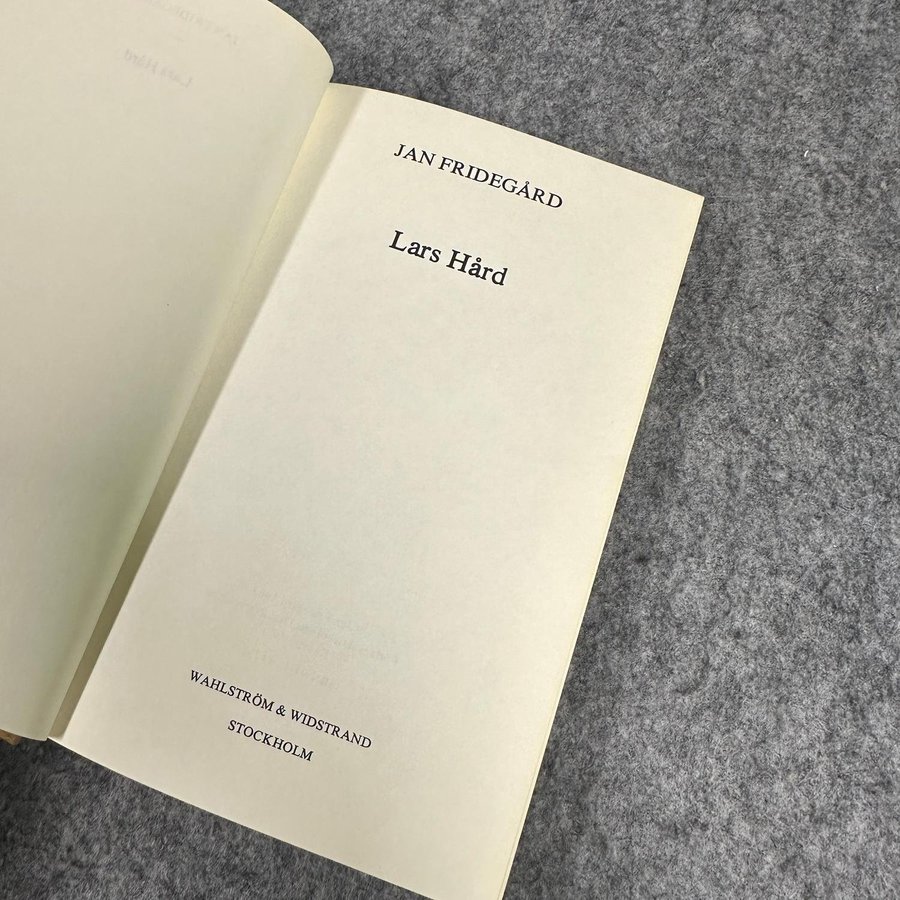 JAN FRIDEGÅRD
Lars Hård
WAHLSTRÖM & WIDSTRAND
STOCKHOLM